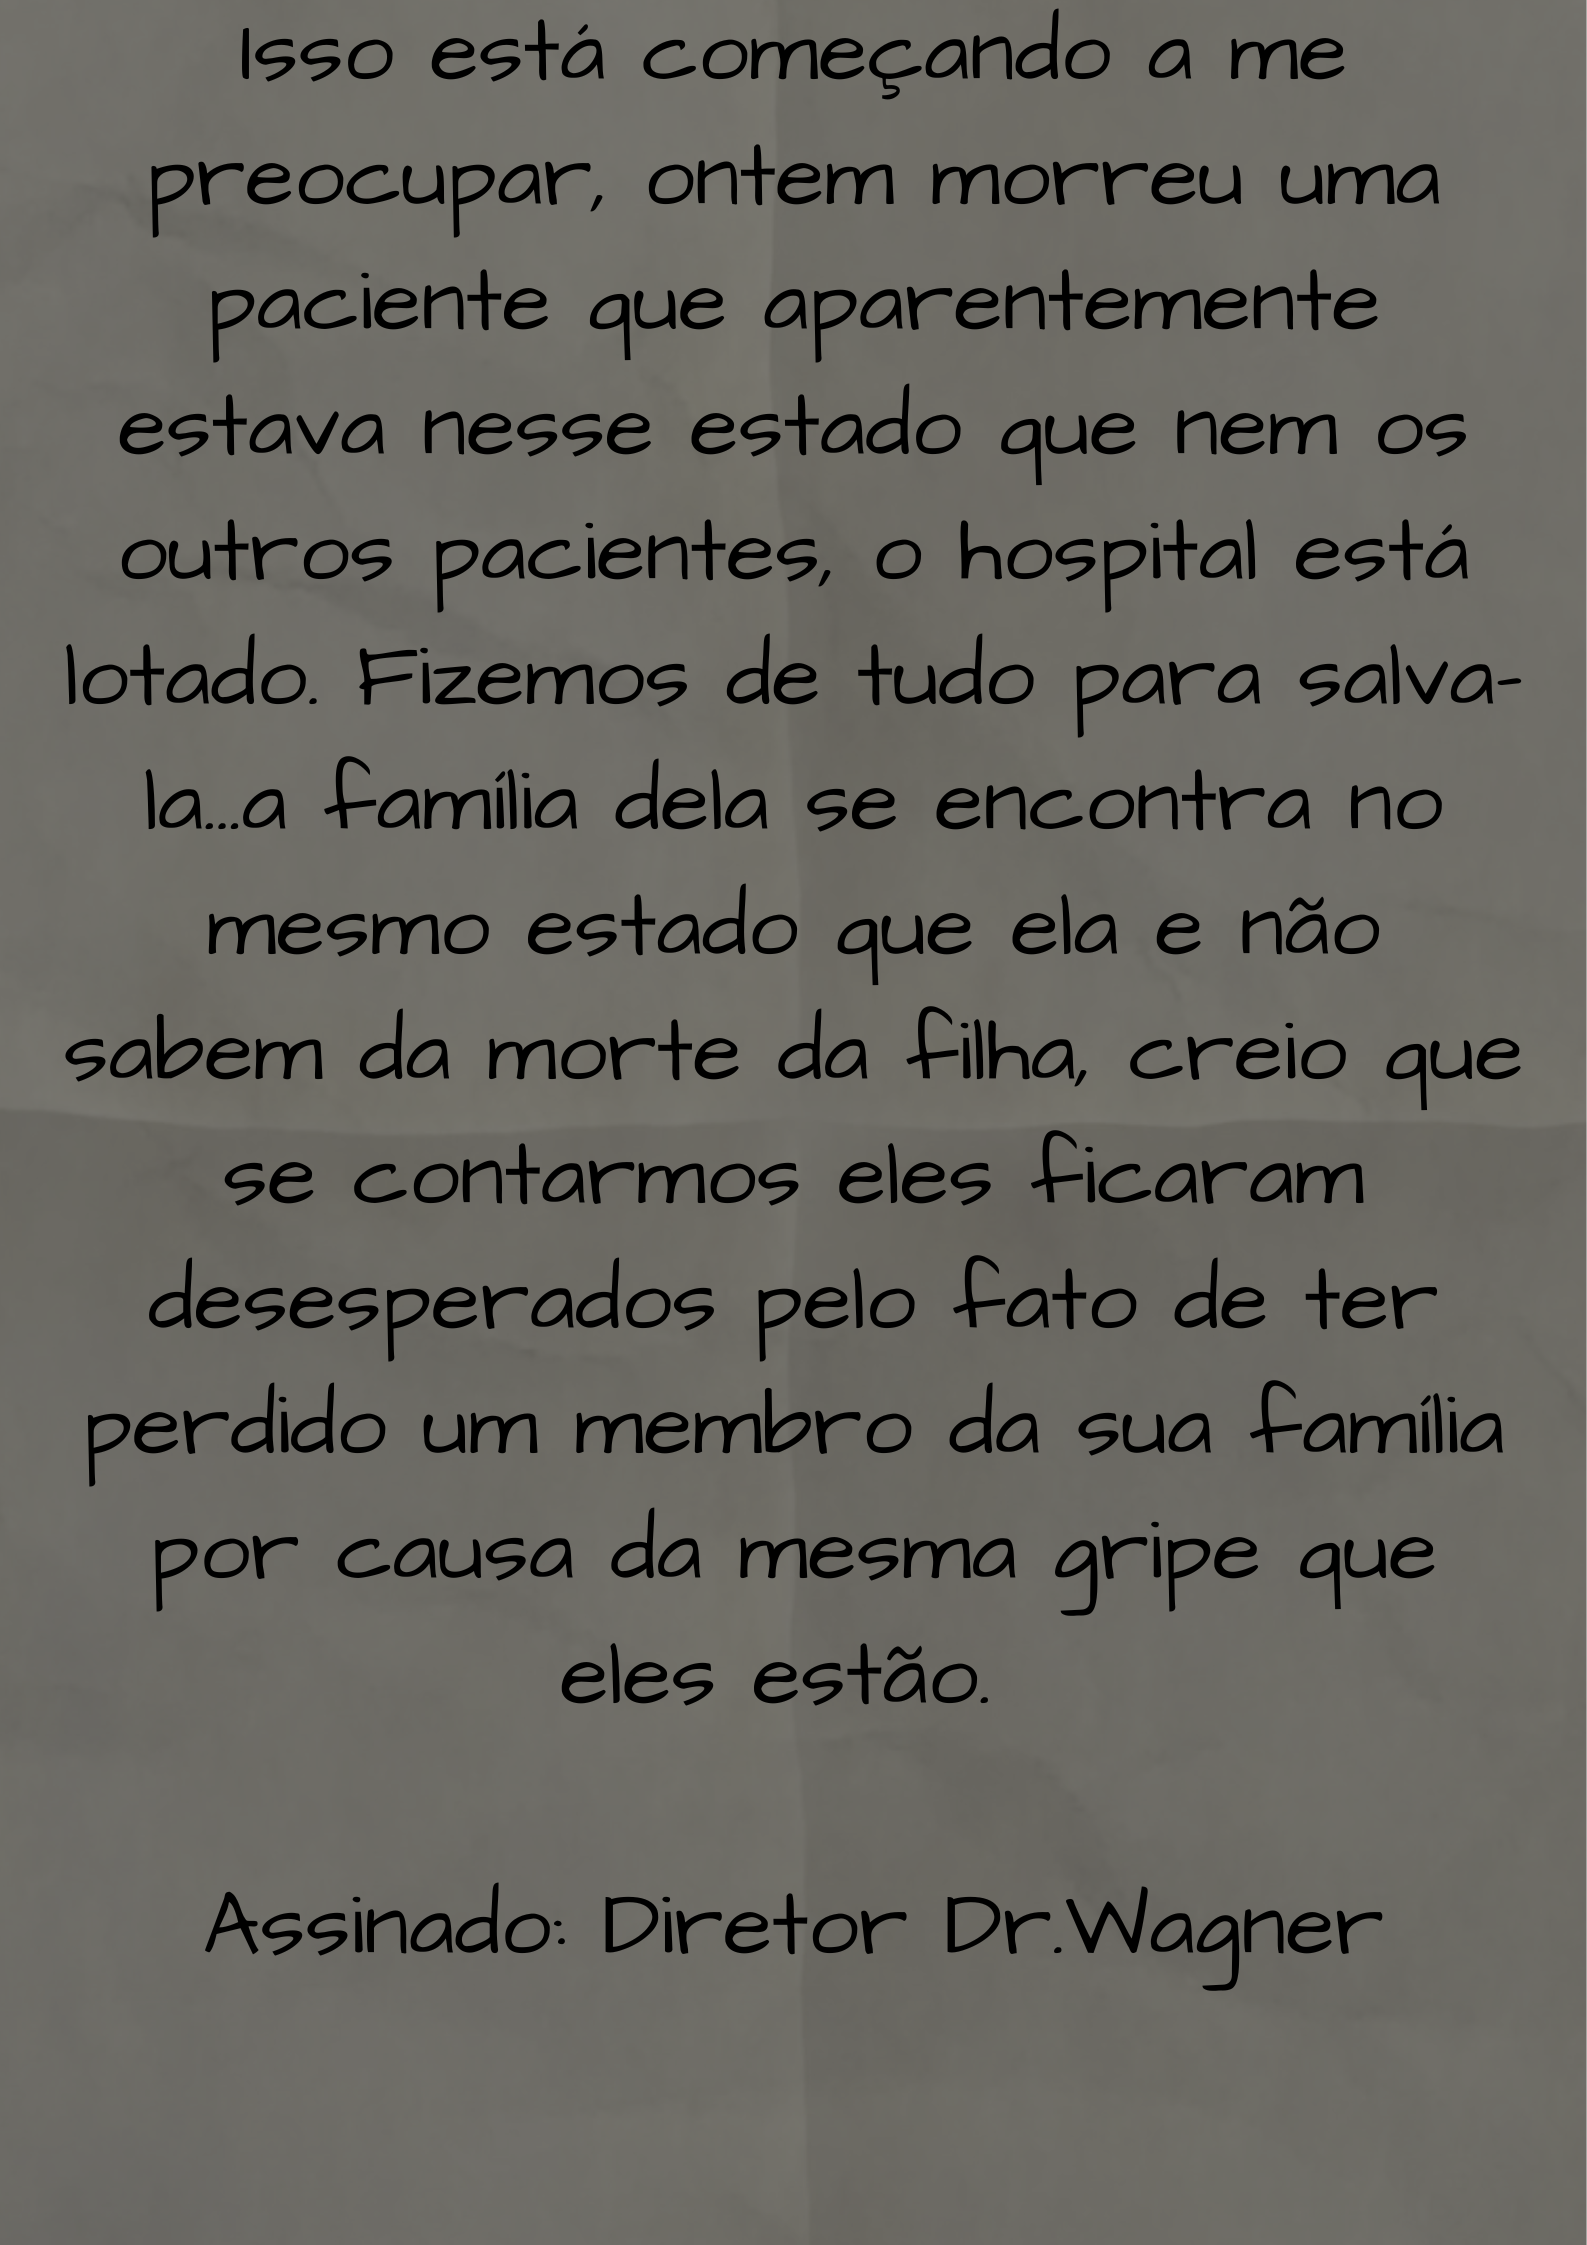 Isso está começando a me
preocupar, ontem morreu uma
paciente que aparentemente
estava nesse estado que nem os
outros pacientes, o hospital está
lotado. Fizemos de tudo para salva-
la...a família dela se encontra no
mesmo estado que ela e não
sabem da morte da filha, creio que
se contarmos eles ficaram
desesperados pelo fato de ter
perdido um membro da sua família
por causa da mesma gripe que
eles estão.
Assinado: Diretor Dr.Wagner